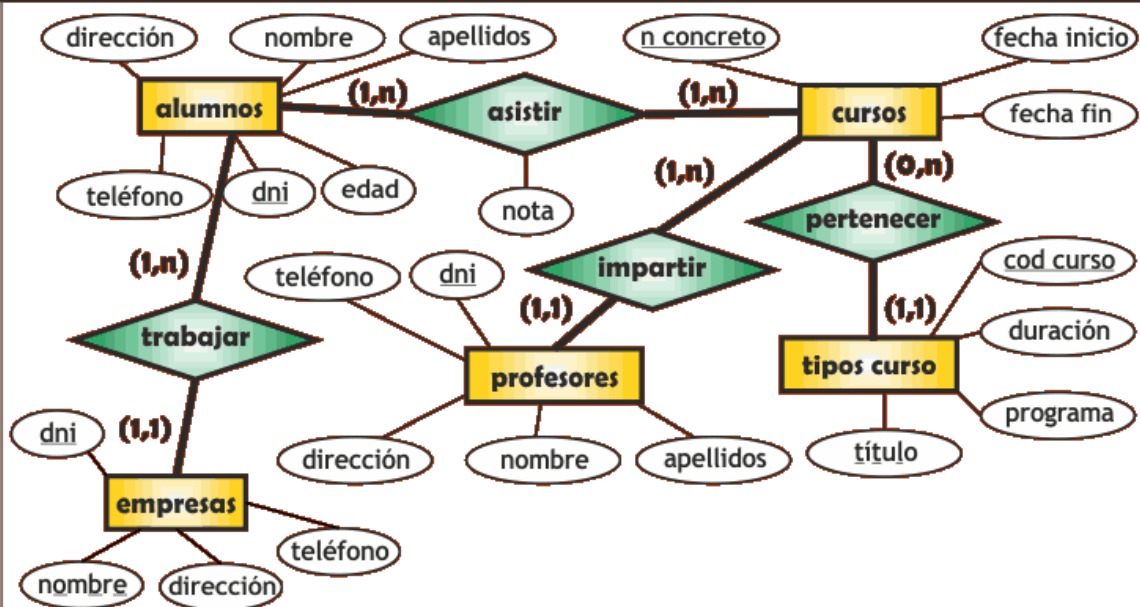 dirección
nombre
apellidos
n concreto
fecha inicio
alumnos
(1,n)
asistir
(1,n)
cursos
fecha fin
teléfono
dni
edad
nota
(1,n)
(0,n)
pertenecer
(1,n)
teléfono
dni
impartir
cod curso
trabajar
(1,1)
(1,1)
duración
profesores
tipos curso
programa
dni
(1,1)
dirección
nombre
apellidos
título
empresas
teléfono
nombre
dirección